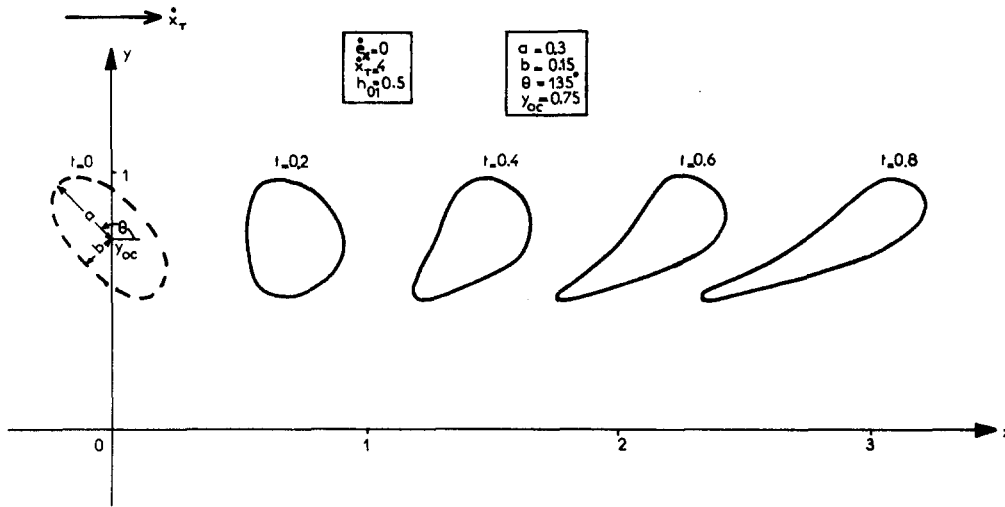 ẋ_T
y
ė_x=0
ẋ_T=4
h_01=0.5
a=0.3
b=0.15
θ=135°
y_oc=0.75
t=0
t=0.2
t=0.4
t=0.6
t=0.8
1
a
θ
b
y_oc
0
1
2
3